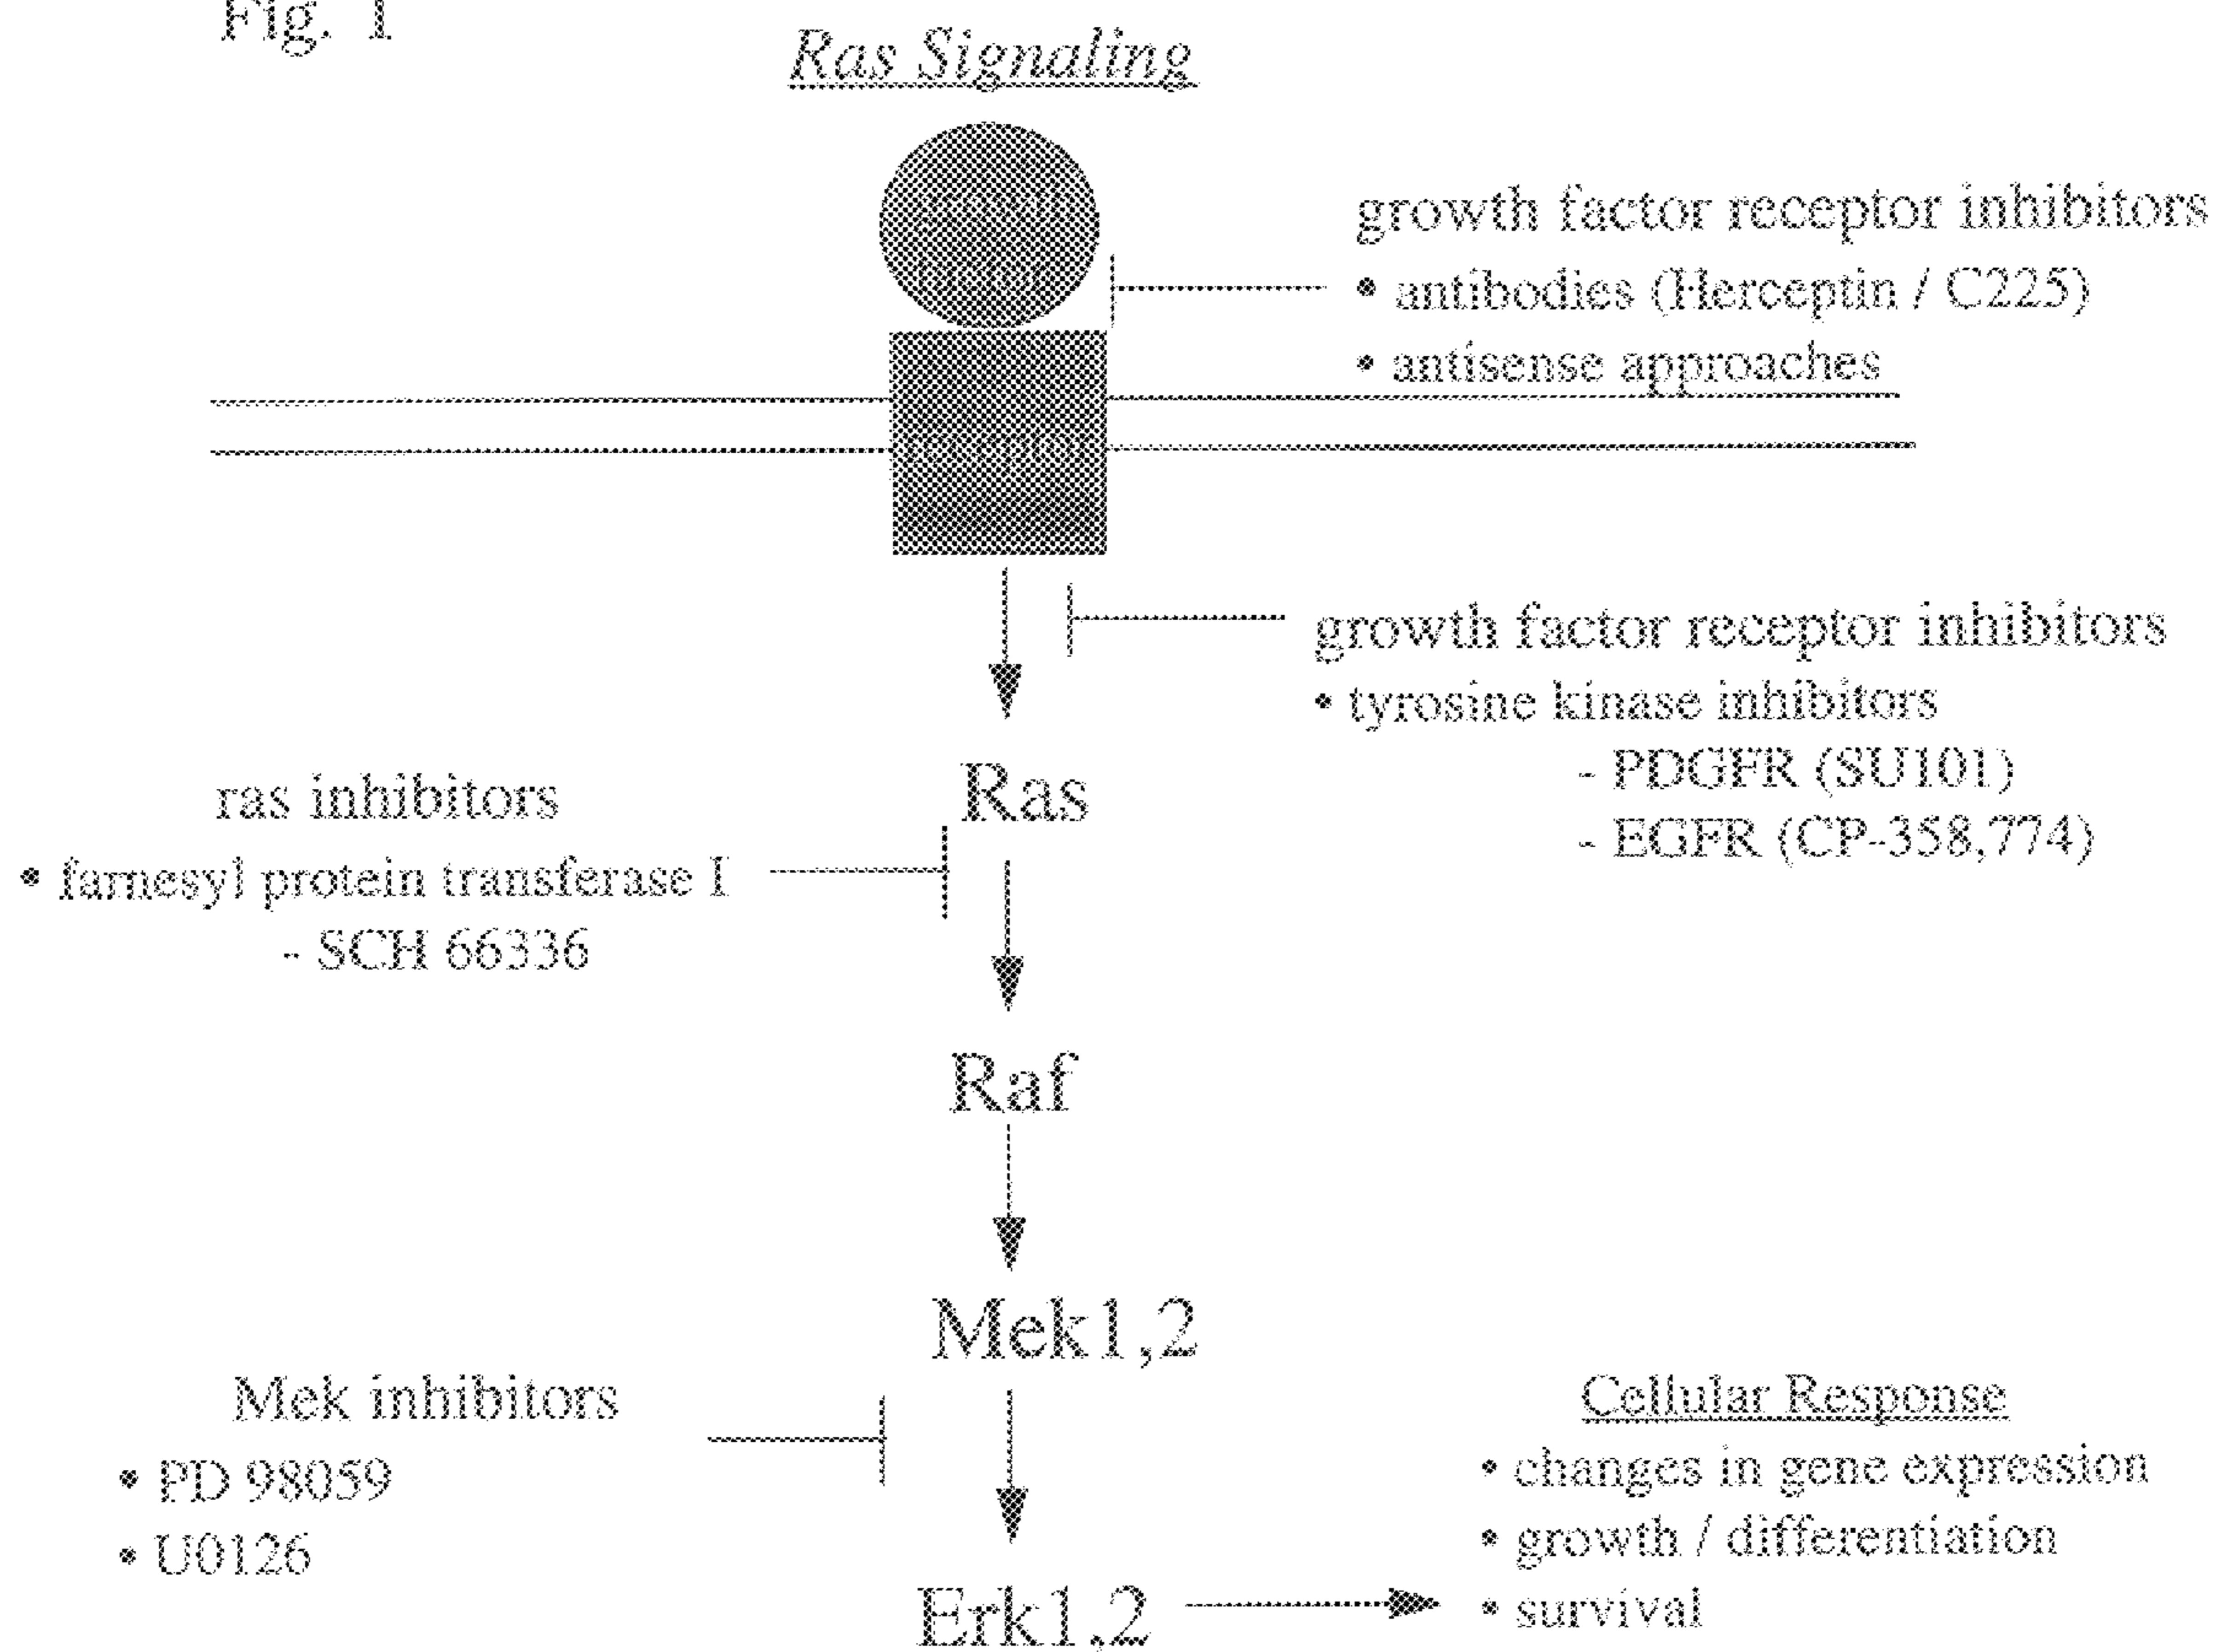 Fig. 1
Ras Signaling
growth factor receptor inhibitors
• antibodies (Herceptin / C225)
• antisense approaches
growth factor receptor inhibitors
• tyrosine kinase inhibitors
- PDGFR (SU101)
- EGFR (CP-358,774)
Ras
ras inhibitors
• farnesyl protein transferase I
- SCH 66336
Raf
Mek1,2
Mek inhibitors
• PD 98059
• U0126
Cellular Response
• changes in gene expression
• growth / differentiation
• survival
Erk1,2